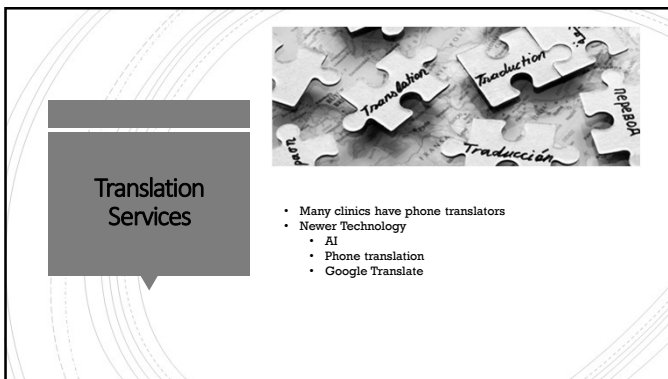 Translation
Traduction
перевод
Traducción
Translation
Services
• Many clinics have phone translators
• Newer Technology
• AI
• Phone translation
• Google Translate